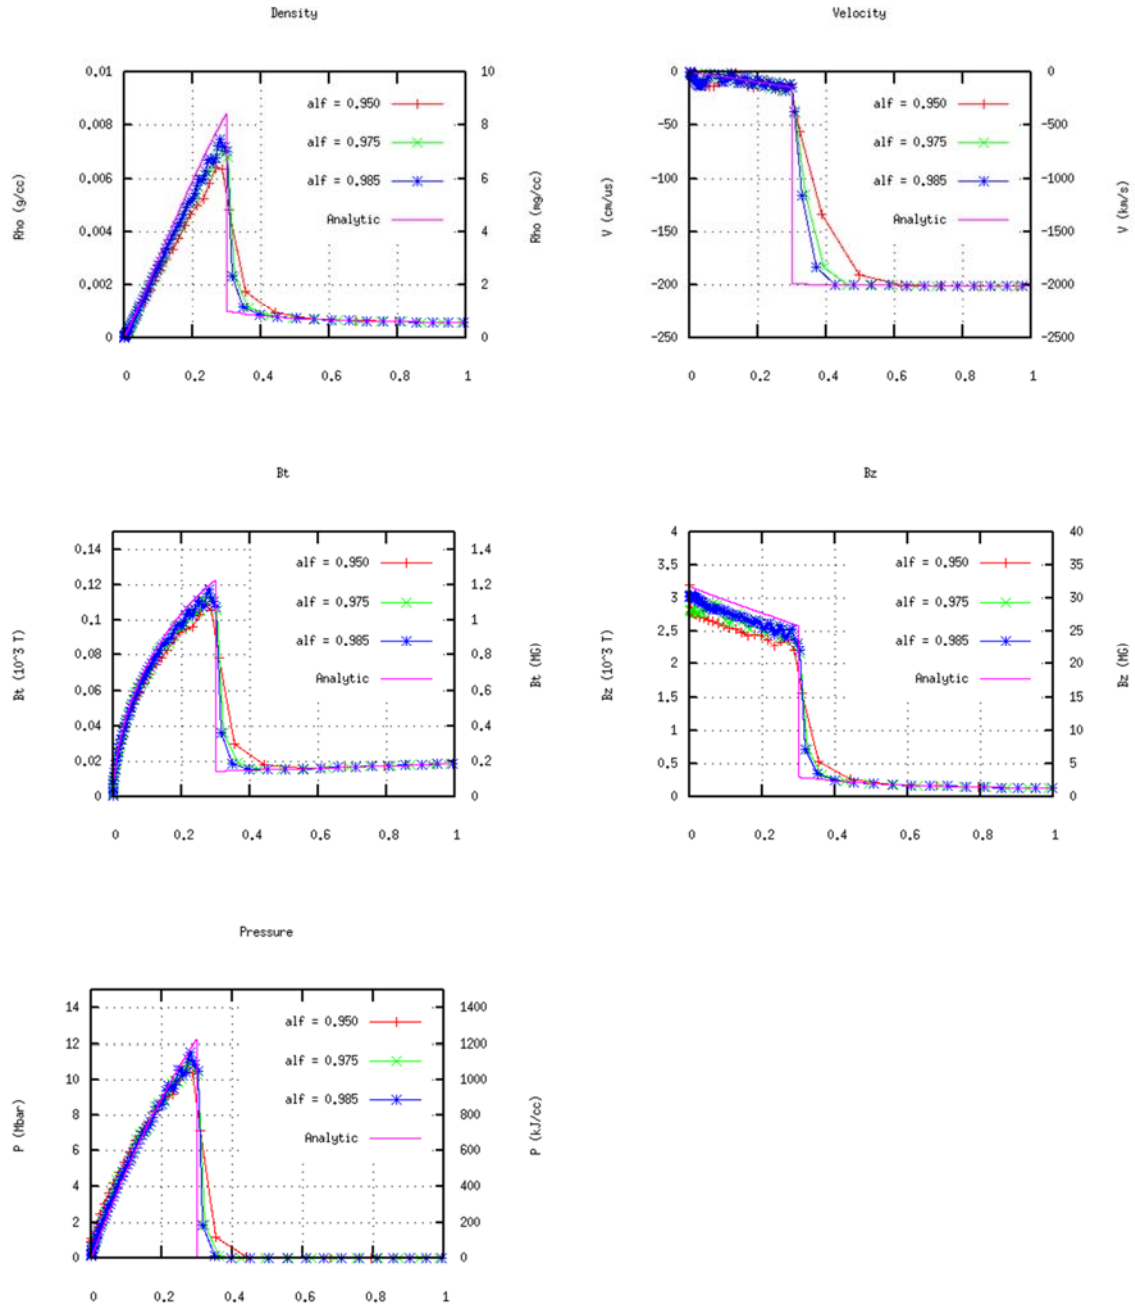 Density
0.01
0.008
0.006
0.004
0.002
0
Rho (g/cc)
10
8
6
4
2
0
Rho (mg/cc)
alf = 0.950
alf = 0.975
alf = 0.985
Analytic
0 0.2 0.4 0.6 0.8 1
Velocity
0
-50
-100
-150
-200
-250
V (cm/us)
0
-500
-1000
-1500
-2000
-2500
V (km/s)
alf = 0.950
alf = 0.975
alf = 0.985
Analytic
0 0.2 0.4 0.6 0.8 1
Bt
0.14
0.12
0.1
0.08
0.06
0.04
0.02
0
Bt (10^3 T)
1.4
1.2
1
0.8
0.6
0.4
0.2
0
Bt (MG)
alf = 0.950
alf = 0.975
alf = 0.985
Analytic
0 0.2 0.4 0.6 0.8 1
Bz
4
3.5
3
2.5
2
1.5
1
0.5
0
Bz (10^3 T)
40
35
30
25
20
15
10
5
0
Bz (MG)
alf = 0.950
alf = 0.975
alf = 0.985
Analytic
0 0.2 0.4 0.6 0.8 1
Pressure
14
12
10
8
6
4
2
0
P (Mbar)
1400
1200
1000
800
600
400
200
0
P (kJ/cc)
alf = 0.950
alf = 0.975
alf = 0.985
Analytic
0 0.2 0.4 0.6 0.8 1